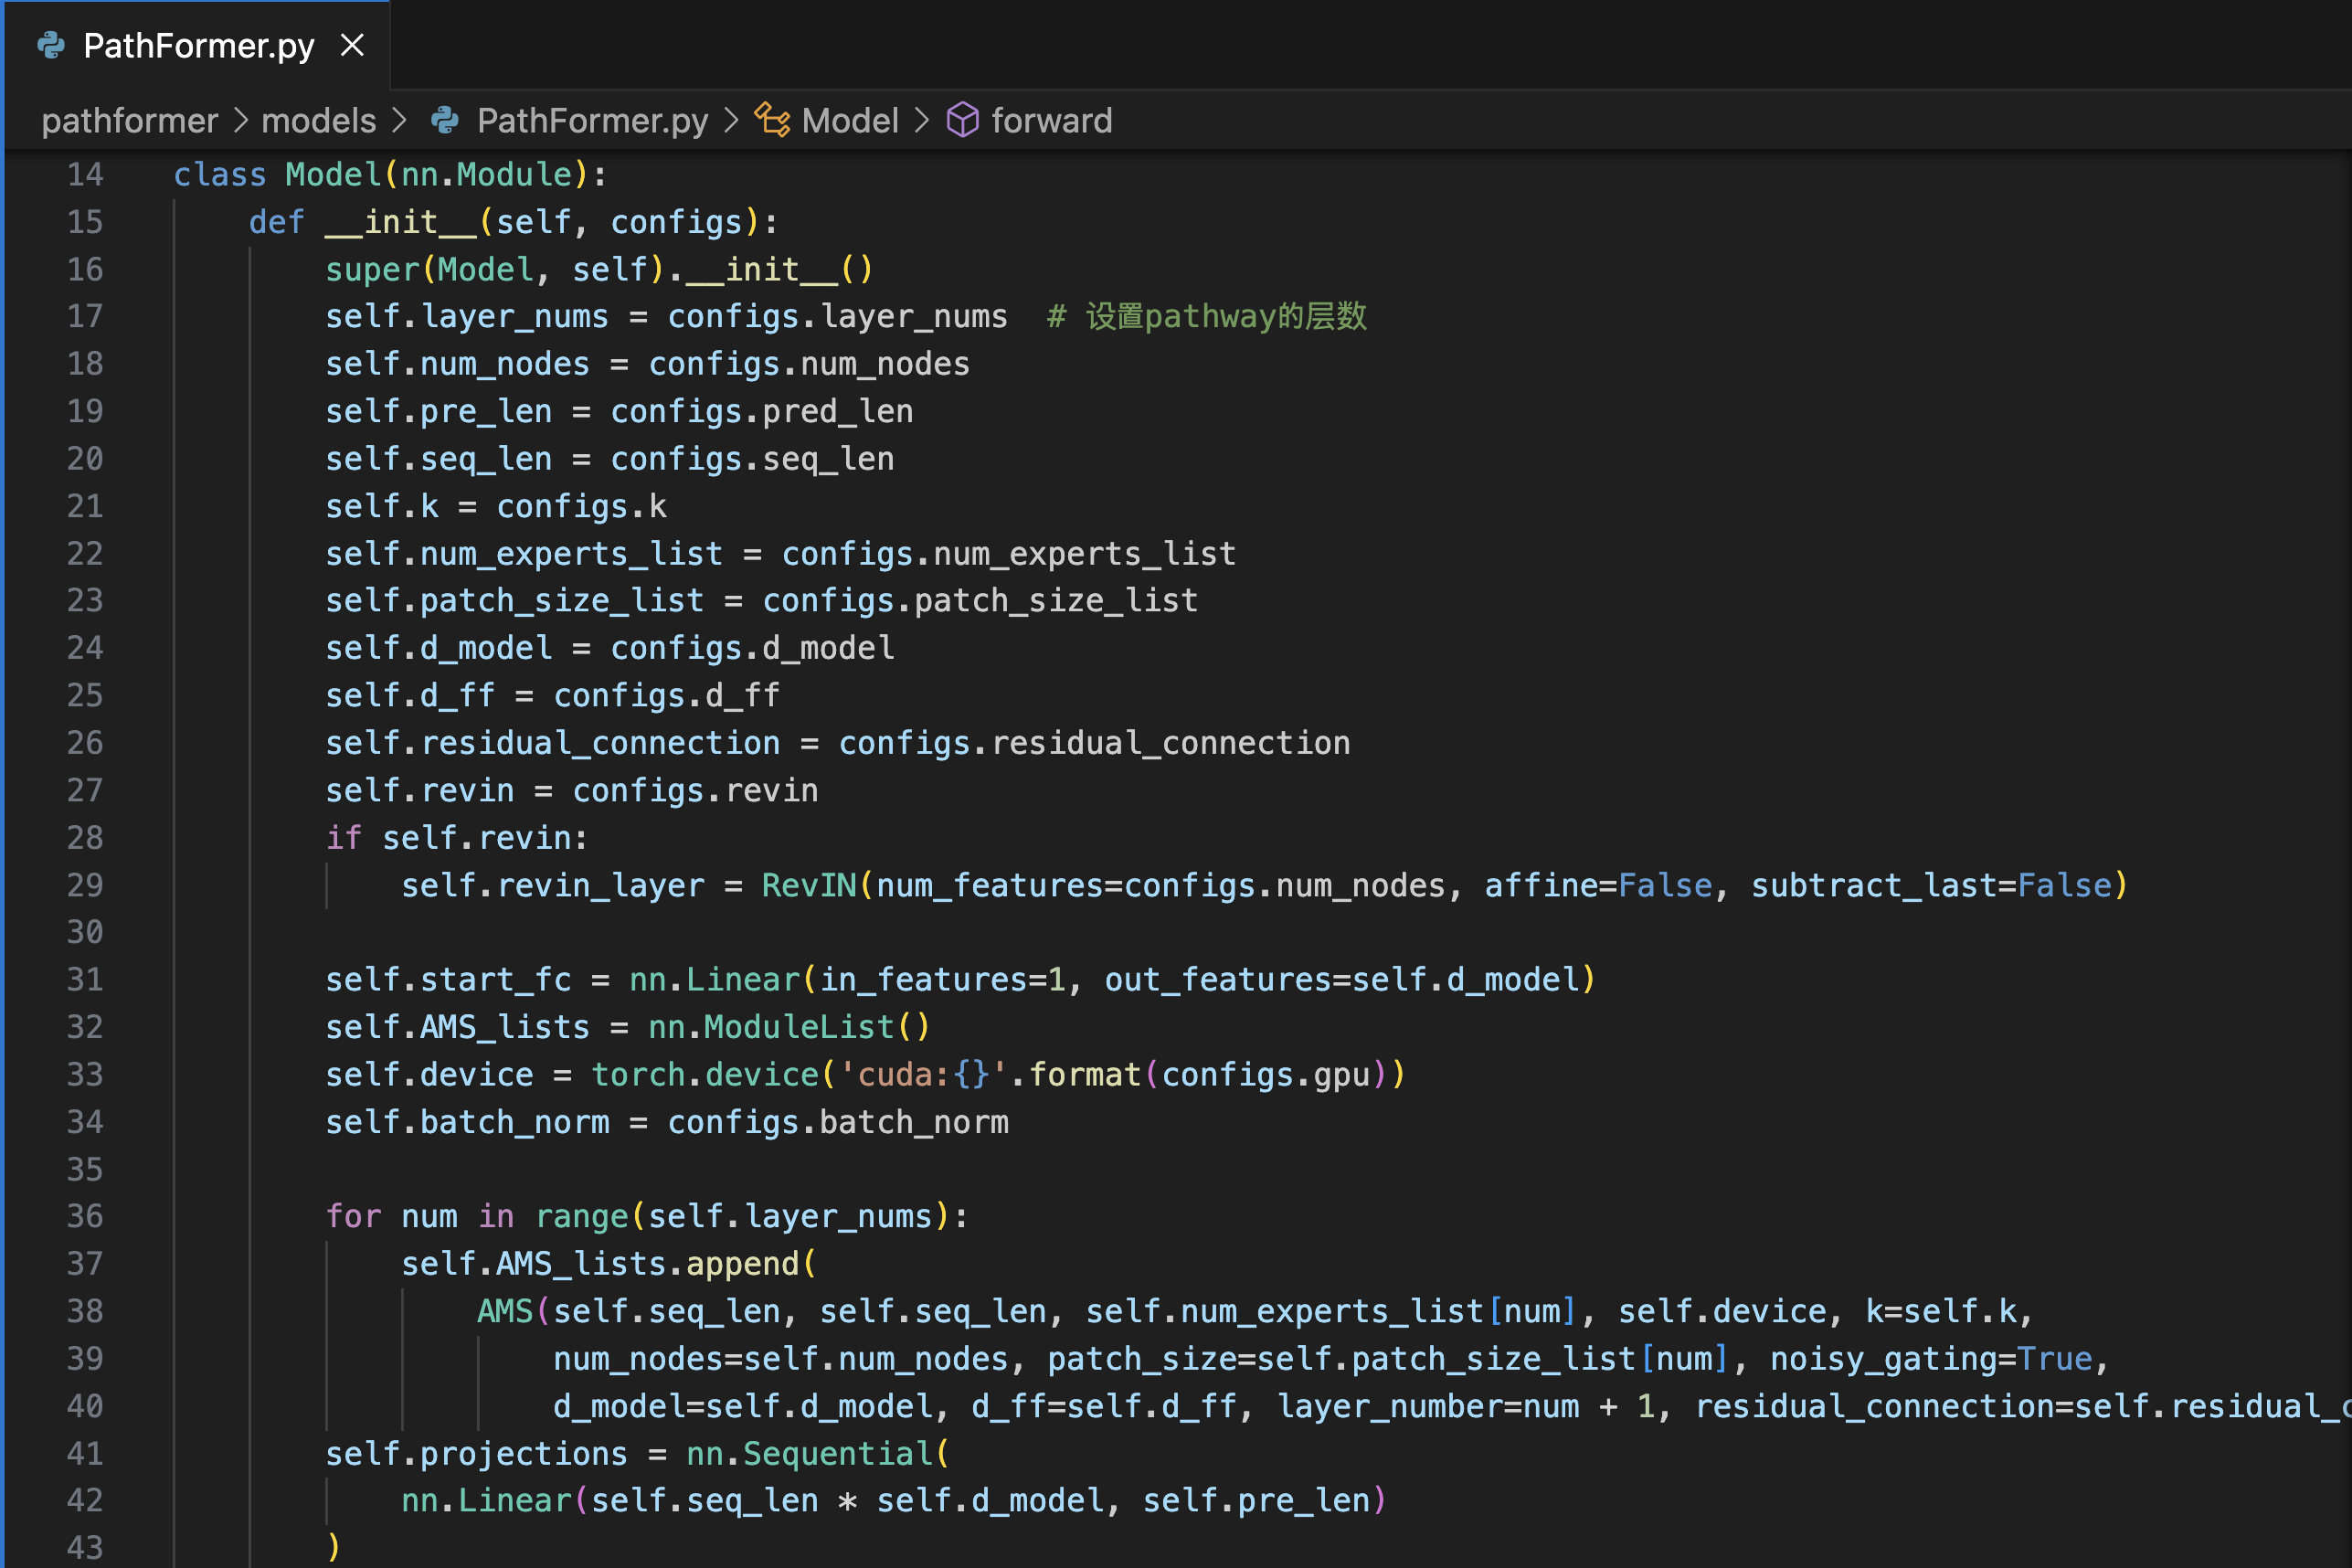 PathFormer.py
pathformer > models > PathFormer.py > Model > forward
14 class Model(nn.Module):
15 def __init__(self, configs):
16 super(Model, self).__init__()
17 self.layer_nums = configs.layer_nums  # 设置pathway的层数
18 self.num_nodes = configs.num_nodes
19 self.pre_len = configs.pred_len
20 self.seq_len = configs.seq_len
21 self.k = configs.k
22 self.num_experts_list = configs.num_experts_list
23 self.patch_size_list = configs.patch_size_list
24 self.d_model = configs.d_model
25 self.d_ff = configs.d_ff
26 self.residual_connection = configs.residual_connection
27 self.revin = configs.revin
28 if self.revin:
29 self.revin_layer = RevIN(num_features=configs.num_nodes, affine=False, subtract_last=False)
30
31 self.start_fc = nn.Linear(in_features=1, out_features=self.d_model)
32 self.AMS_lists = nn.ModuleList()
33 self.device = torch.device('cuda:{}'.format(configs.gpu))
34 self.batch_norm = configs.batch_norm
35
36 for num in range(self.layer_nums):
37 self.AMS_lists.append(
38 AMS(self.seq_len, self.seq_len, self.num_experts_list[num], self.device, k=self.k,
39 num_nodes=self.num_nodes, patch_size=self.patch_size_list[num], noisy_gating=True,
40 d_model=self.d_model, d_ff=self.d_ff, layer_number=num + 1, residual_connection=self.residual_
41 self.projections = nn.Sequential(
42 nn.Linear(self.seq_len * self.d_model, self.pre_len)
43 )